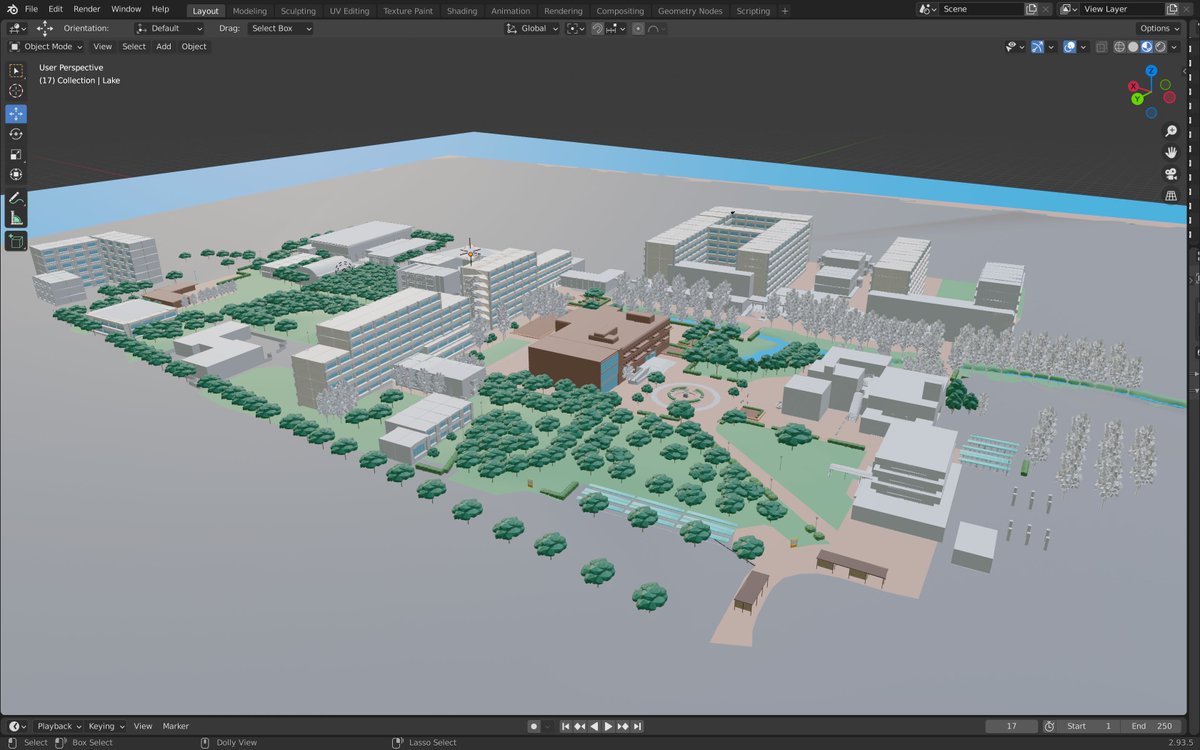 File Edit Render Window Help Layout Modeling Sculpting UV Editing Texture Paint Shading Animation Rendering Compositing Geometry Nodes Scripting + Scene View Layer
Orientation: Default Drag: Select Box Global Options
Object Mode View Select Add Object
User Perspective
(17) Collection | Lake
Z
X
Y
Playback Keying View Marker 17 Start 1 End 250
Select Box Select Dolly View Lasso Select 2.93.5